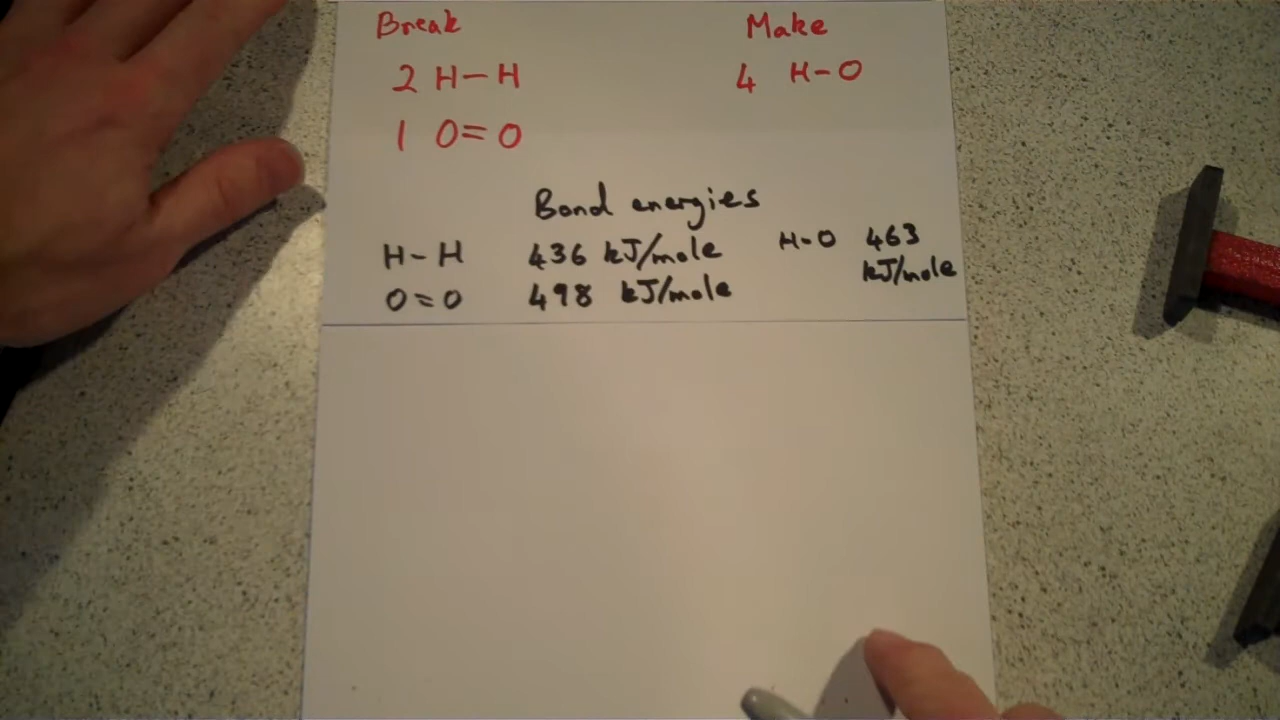 Break Make
2 H-H 4 H-O
1 O=O
Bond energies
H-H 436 kJ/mole H-O 463
kJ/mole
O=O 498 kJ/mole